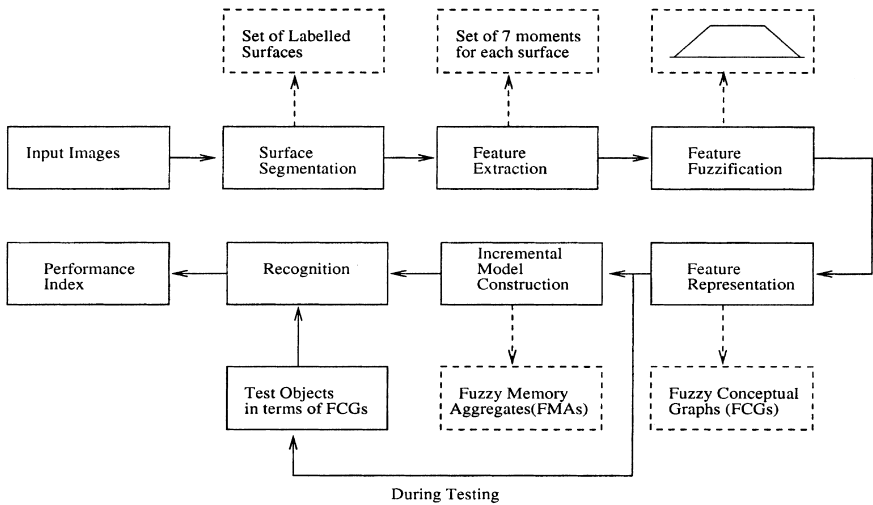 Set of Labelled
Surfaces
Set of 7 moments
for each surface
Input Images
Surface
Segmentation
Feature
Extraction
Feature
Fuzzification
Performance
Index
Recognition
Incremental
Model
Construction
Feature
Representation
Test Objects
in terms of FCGs
Fuzzy Memory
Aggregates(FMAs)
Fuzzy Conceptual
Graphs (FCGs)
During Testing